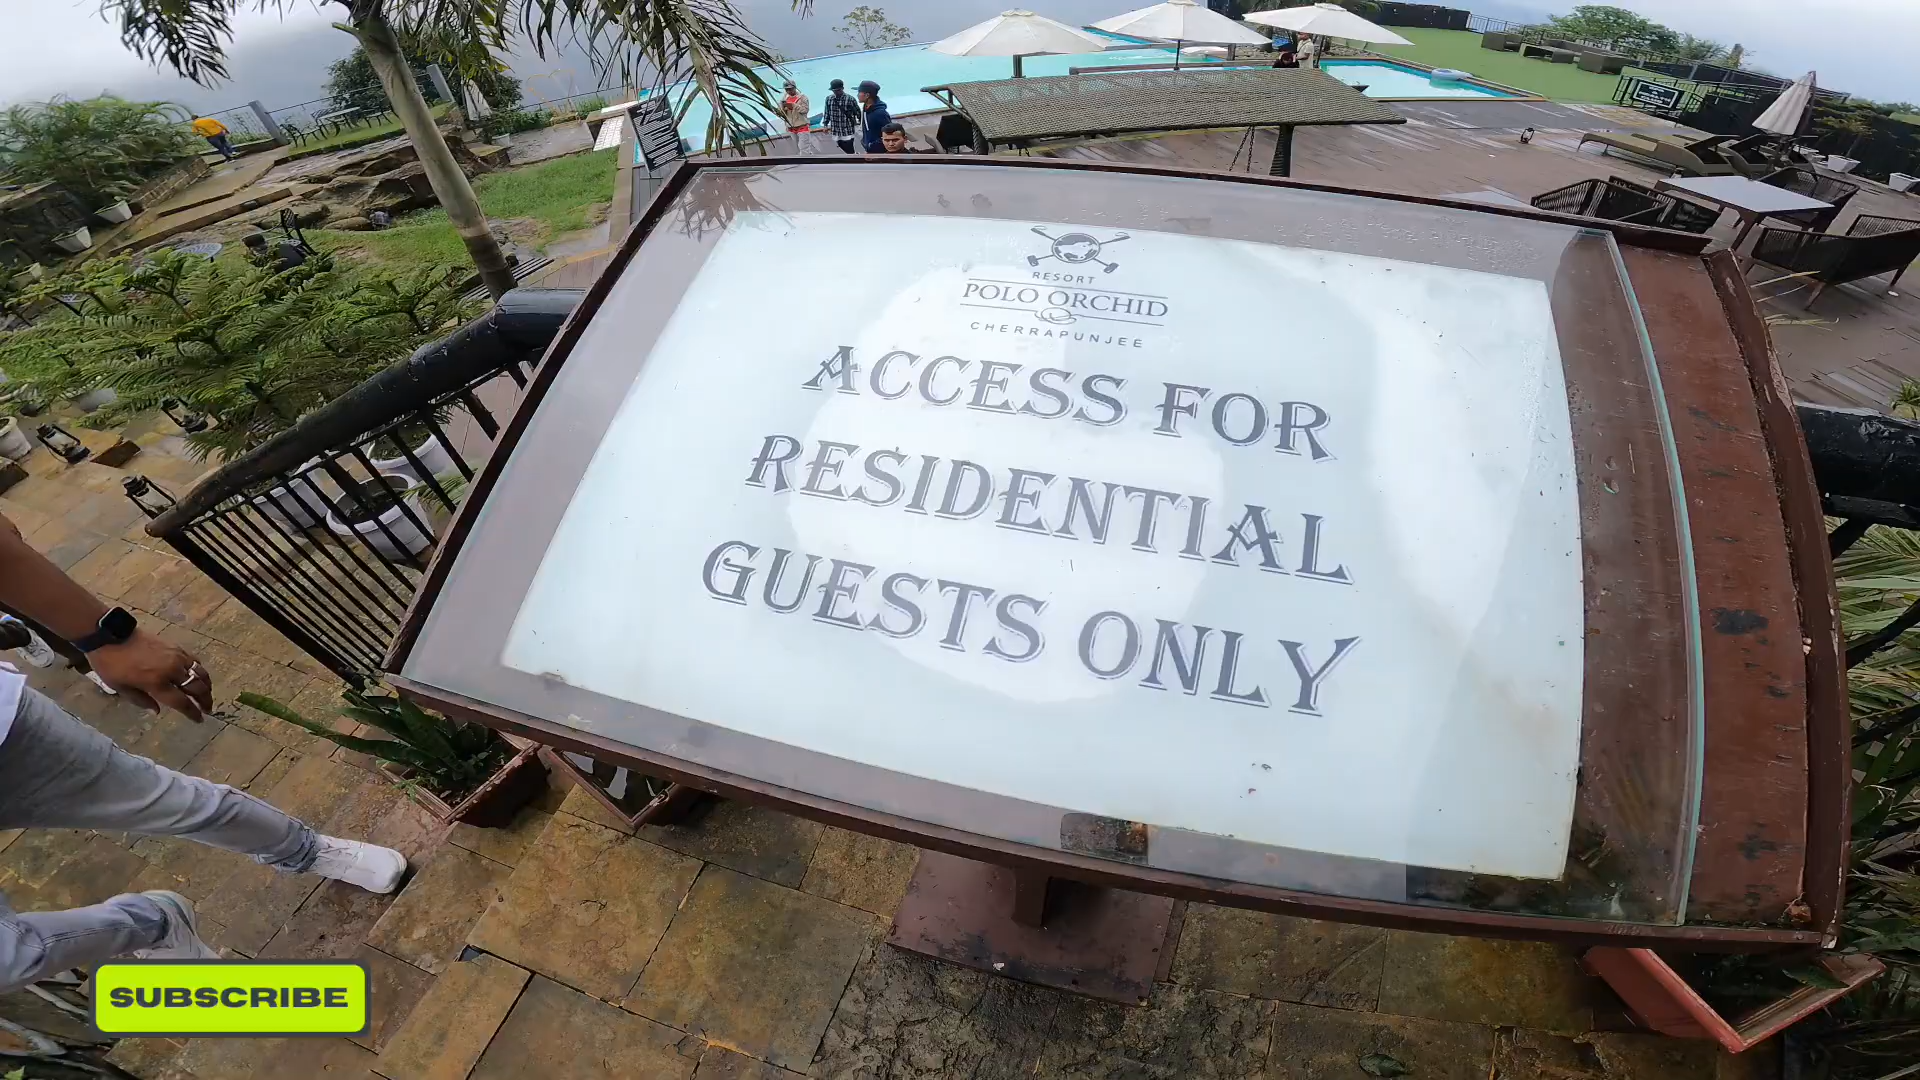 RESORT
POLO ORCHID
CHERRAPUNJEE
ACCESS FOR
RESIDENTIAL
GUESTS ONLY
SUBSCRIBE